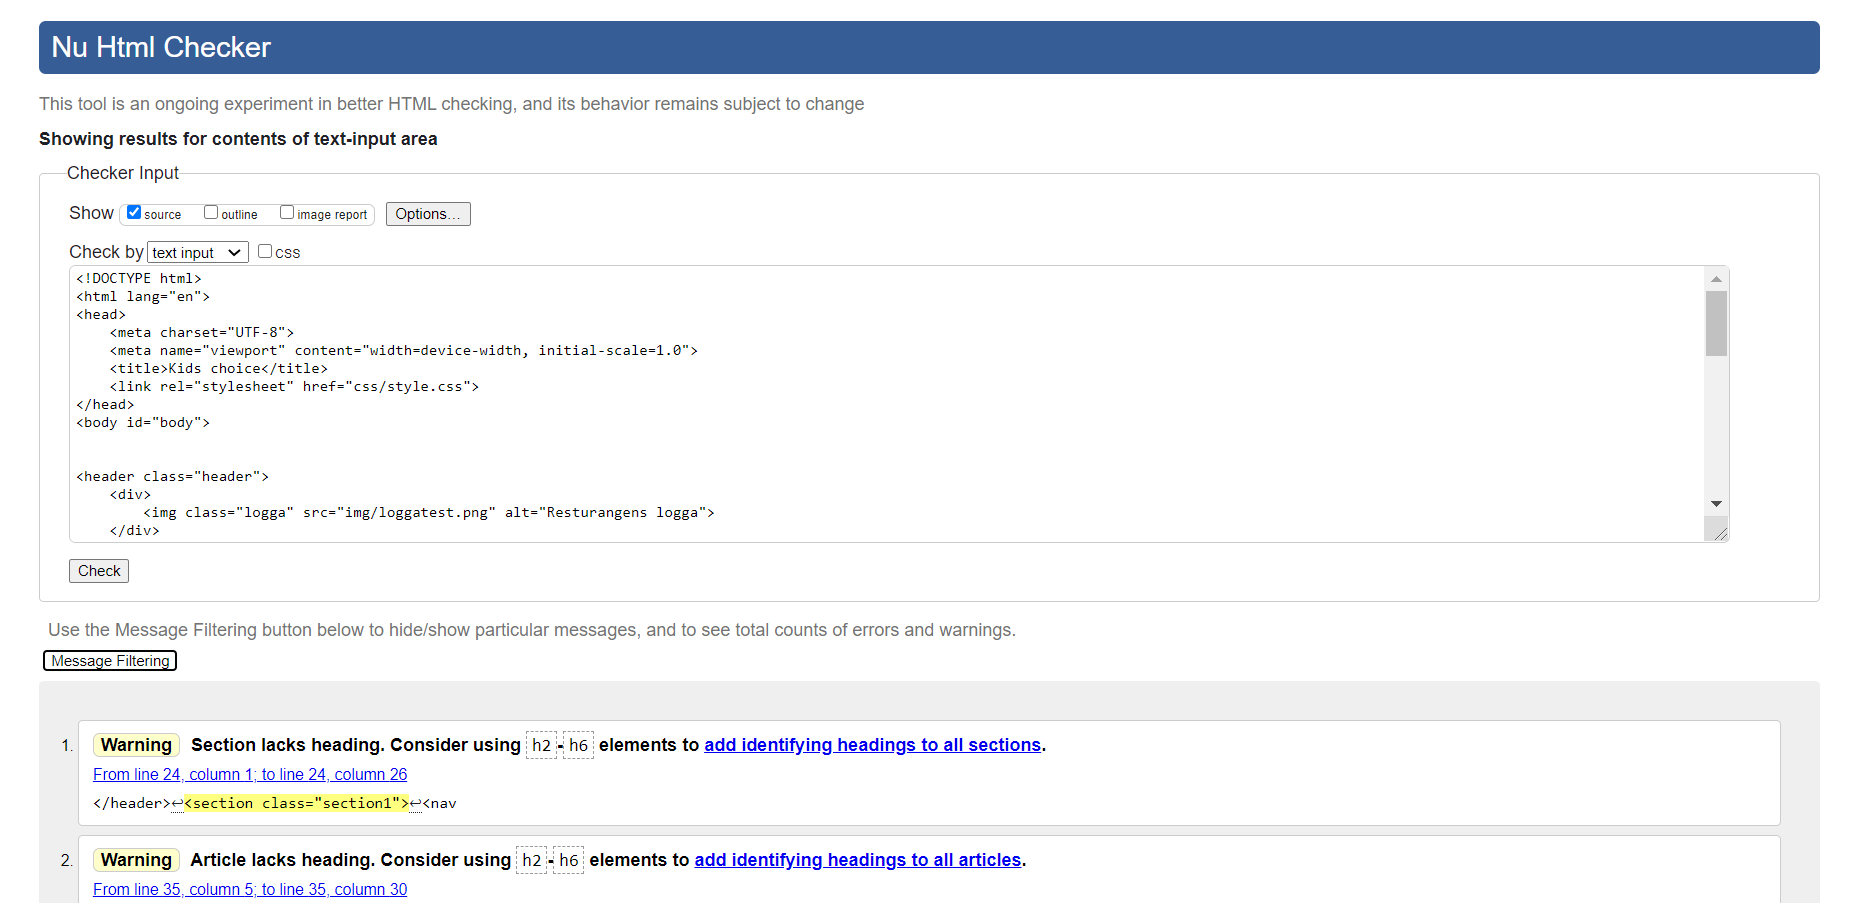 Nu Html Checker
This tool is an ongoing experiment in better HTML checking, and its behavior remains subject to change
Showing results for contents of text-input area
Checker Input
Show source outline image report Options...
Check by text input css
<!DOCTYPE html>
<html lang="en">
<head>
    <meta charset="UTF-8">
    <meta name="viewport" content="width=device-width, initial-scale=1.0">
    <title>Kids choice</title>
    <link rel="stylesheet" href="css/style.css">
</head>
<body id="body">
<header class="header">
    <div>
        <img class="logga" src="img/loggatest.png" alt="Resturangens logga">
    </div>
Check
Use the Message Filtering button below to hide/show particular messages, and to see total counts of errors and warnings.
Message Filtering
1. Warning Section lacks heading. Consider using h2-h6 elements to add identifying headings to all sections.
From line 24, column 1; to line 24, column 26
</header>↩<section class="section1">↩<nav
2. Warning Article lacks heading. Consider using h2-h6 elements to add identifying headings to all articles.
From line 35, column 5; to line 35, column 30